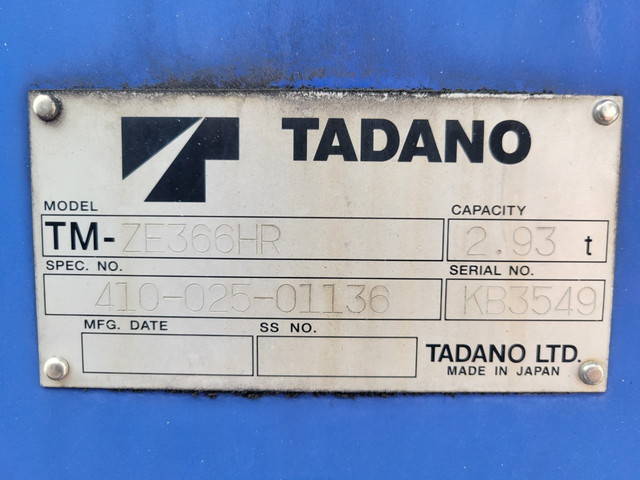 TADANO
MODEL
TM-ZE366HR
CAPACITY
2.93 t
SPEC. NO.
410-025-01136
SERIAL NO.
KB3549
MFG. DATE
SS NO.
TADANO LTD.
MADE IN JAPAN